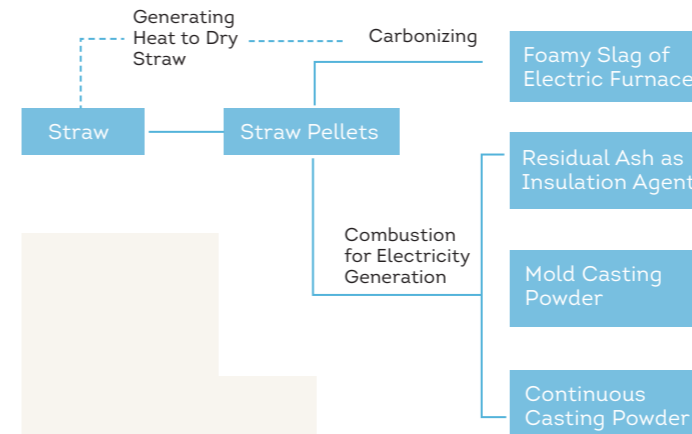 Generating
Heat to Dry
Straw
Carbonizing
Foamy Slag of
Electric Furnace
Straw
Straw Pellets
Residual Ash as
Insulation Agent
Combustion
for Electricity
Generation
Mold Casting
Powder
Continuous
Casting Powder